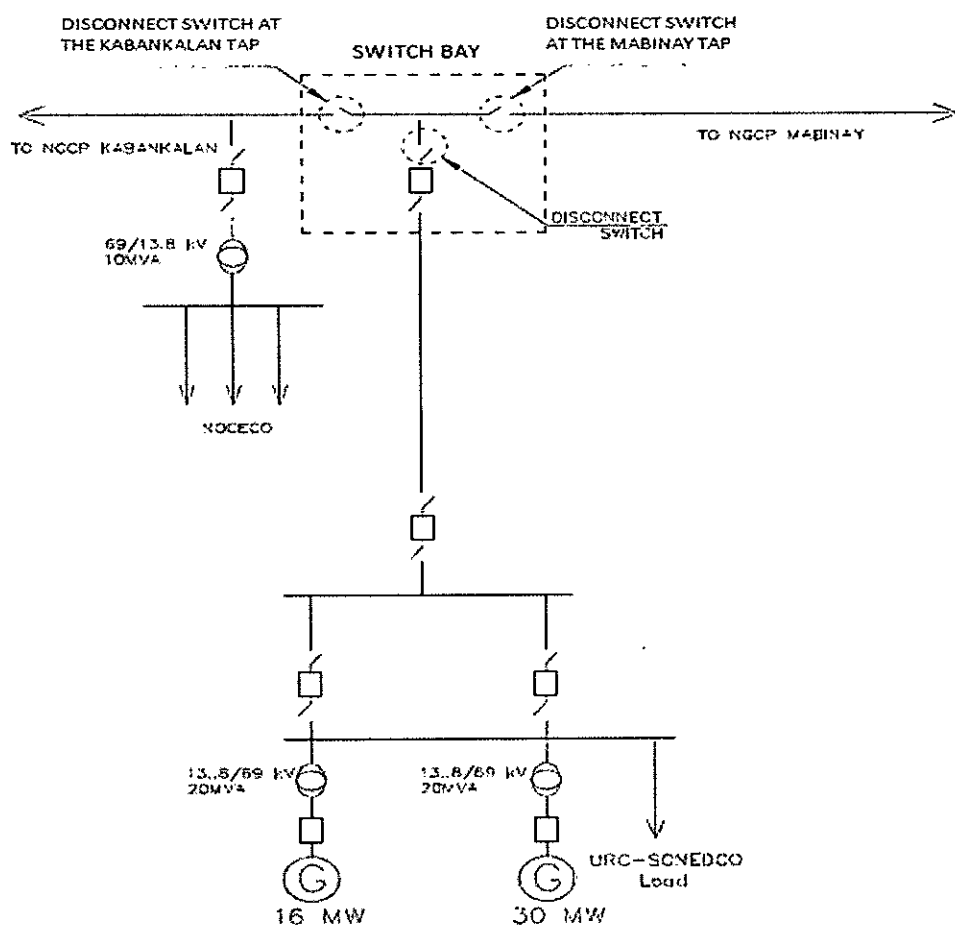 DISCONNECT SWITCH AT
THE KABANKALAN TAP
SWITCH BAY
DISCONNECT SWITCH
AT THE MABINAY TAP
TO NGCP KABANKALAN
TO NGCP MABINAY
DISCONNECT
SWITCH
69/13.8 kV
10MVA
NOCECO
13..8/69 kV
20MVA
13..8/69 kV
20MVA
URC-SONEDCO
Load
G
16 MW
G
30 MW